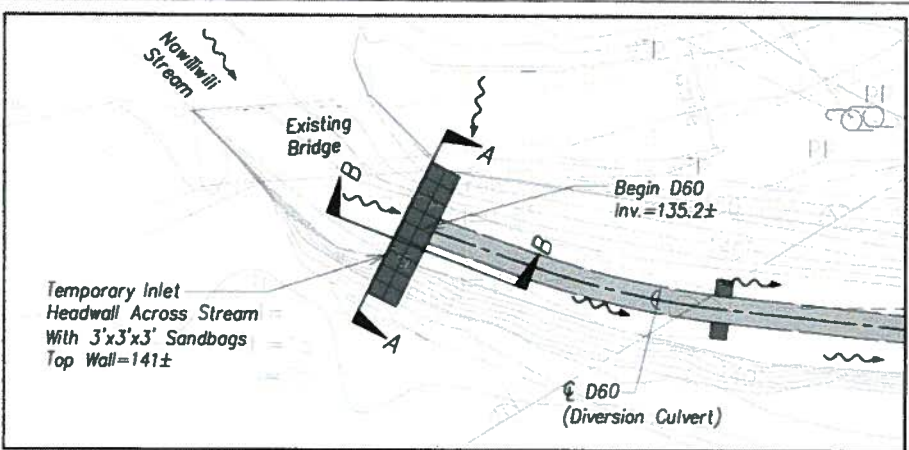 Nawiliwili
Stream
Existing
Bridge
B
A
Begin D60
Inv.=135.2±
B
Temporary Inlet
Headwall Across Stream
With 3'x3'x3' Sandbags
Top Wall=141±
A
℄ D60
(Diversion Culvert)